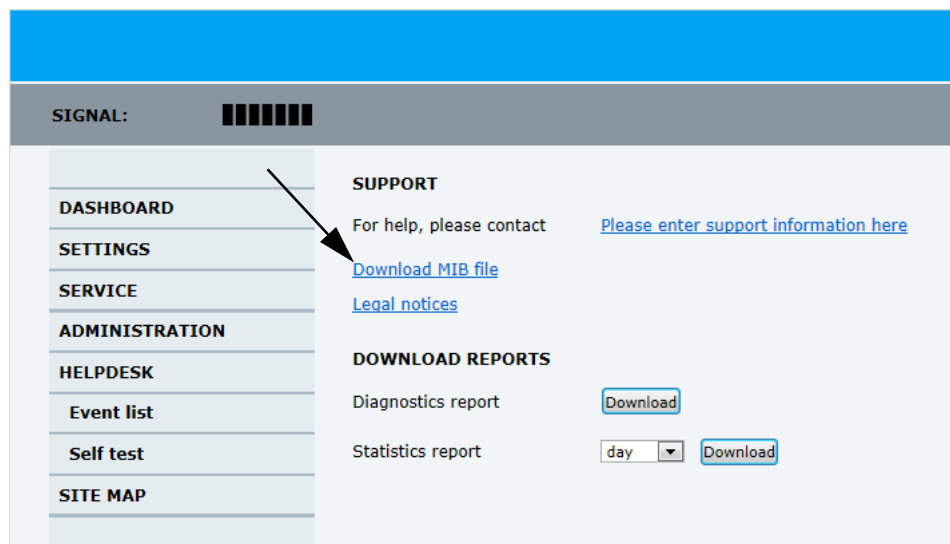 SIGNAL:
DASHBOARD
SETTINGS
SERVICE
ADMINISTRATION
HELPDESK
Event list
Self test
SITE MAP
SUPPORT
For help, please contact Please enter support information here
Download MIB file
Legal notices
DOWNLOAD REPORTS
Diagnostics report Download
Statistics report day Download